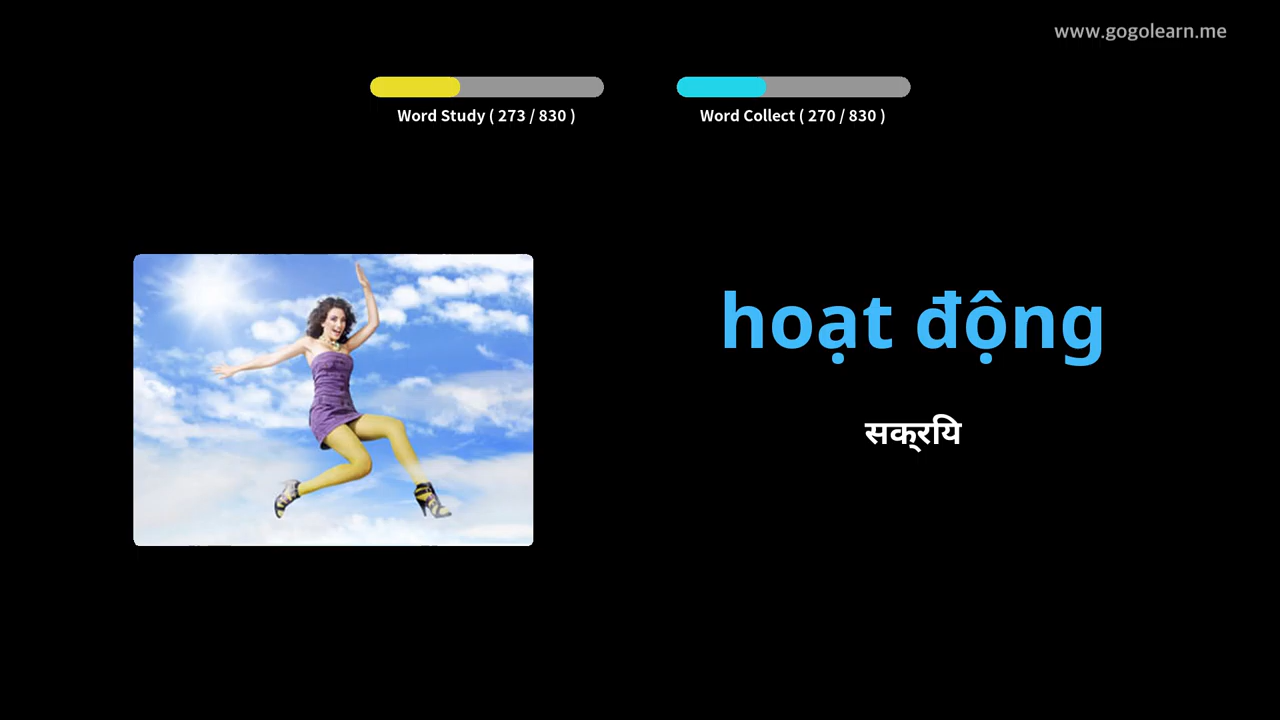 www.gogolearn.me
Word Study ( 273 / 830 )
Word Collect ( 270 / 830 )
hoạt động
सक्रिय